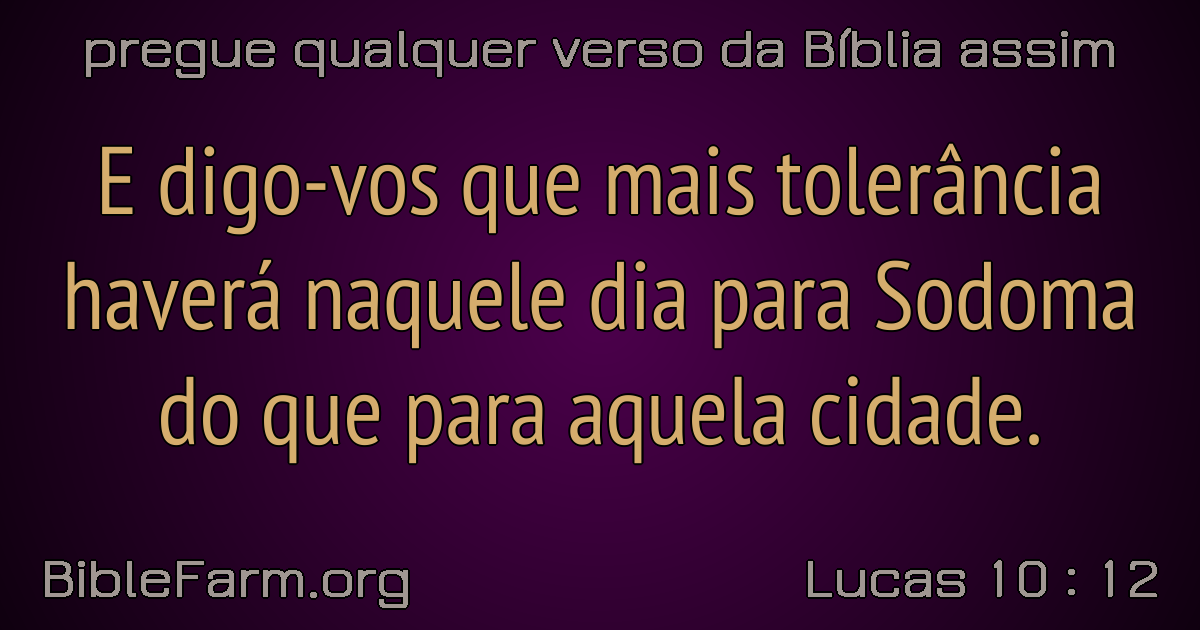 pregue qualquer verso da Bíblia assim
E digo-vos que mais tolerância
haverá naquele dia para Sodoma
do que para aquela cidade.
BibleFarm.org
Lucas 10 : 12